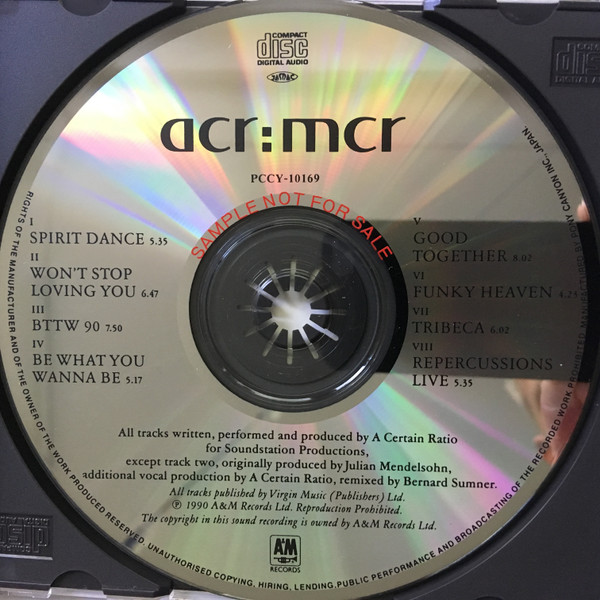 COMPACT
disc
DIGITAL AUDIO
JASRAC
acr:mcr
PCCY-10169
SAMPLE NOT FOR SALE
I
SPIRIT DANCE 5.35
II
WON'T STOP
LOVING YOU 6.47
III
BTTW 90 7.50
IV
BE WHAT YOU
WANNA BE 5.17
V
GOOD
TOGETHER 8.02
VI
FUNKY HEAVEN 4.25
VII
TRIBECA 6.02
VIII
REPERCUSSIONS
LIVE 5.35
All tracks written, performed and produced by A Certain Ratio
for Soundstation Productions,
except track two, originally produced by Julian Mendelsohn,
additional vocal production by A Certain Ratio, remixed by Bernard Sumner.
All tracks published by Virgin Music (Publishers) Ltd.
℗ 1990 A&M Records Ltd. Reproduction Prohibited.
The copyright in this sound recording is owned by A&M Records Ltd.
A&M
RECORDS
RIGHTS OF THE MANUFACTURER AND OF THE OWNER OF THE WORK PRODUCED RESERVED. UNAUTHORISED COPYING, HIRING, LENDING, PUBLIC PERFORMANCE AND BROADCASTING OF THE WORK PROHIBITED. MANUFACTURED BY PONY CANYON INC., JAPAN.